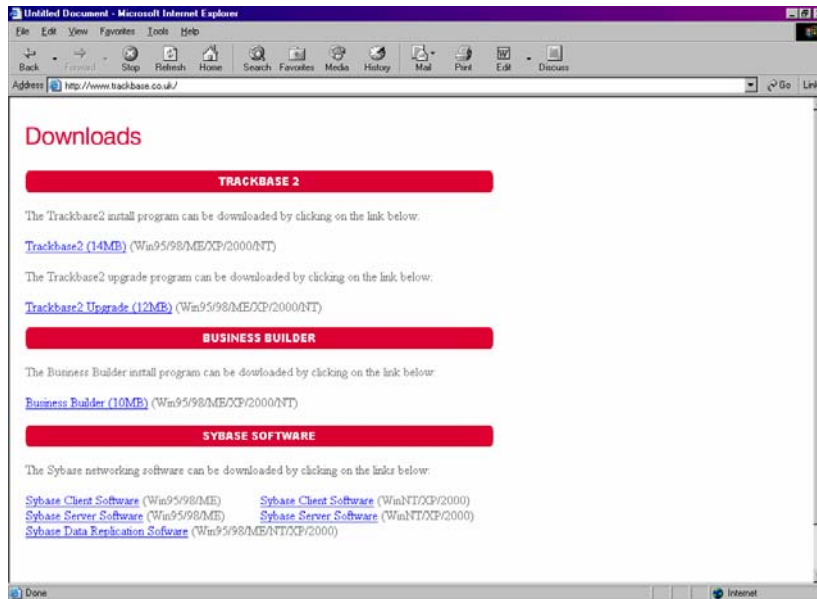 Untitled Document - Microsoft Internet Explorer
File Edit View Favorites Tools Help
Back Forward Stop Refresh Home Search Favorites Media History Mail Print Edit Discuss
Address http://www.trackbase.co.uk/ Go Link
Downloads
TRACKBASE 2
The Trackbase2 install program can be downloaded by clicking on the link below:
Trackbase2 (14MB) (Win95/98/ME/XP/2000/NT)
The Trackbase2 upgrade program can be downloaded by clicking on the link below:
Trackbase2 Upgrade (12MB) (Win95/98/ME/XP/2000/NT)
BUSINESS BUILDER
The Business Builder install program can be dowloaded by clicking on the link below:
Business Builder (10MB) (Win95/98/ME/XP/2000/NT)
SYBASE SOFTWARE
The Sybase networking software can be downloaded by clicking on the links below:
Sybase Client Software (Win95/98/ME) Sybase Client Software (WinNT/XP/2000)
Sybase Server Software (Win95/98/ME) Sybase Server Software (WinNT/XP/2000)
Sybase Data Replication Sofware (Win95/98/ME/NT/XP/2000)
Done Internet